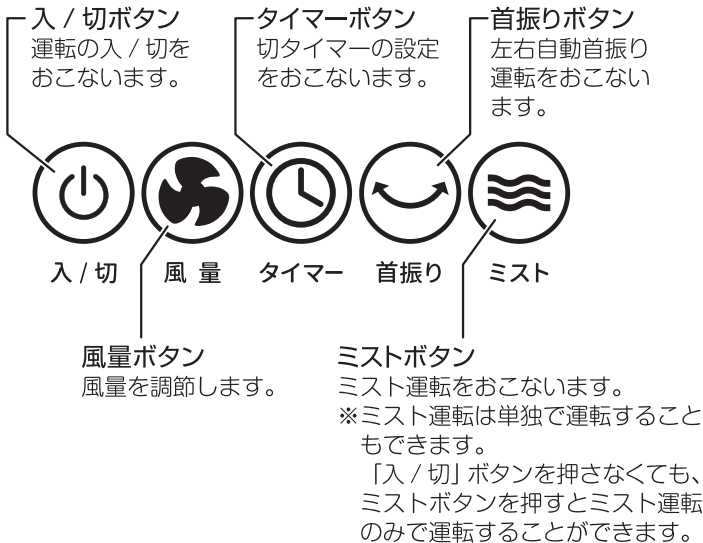 入 / 切ボタン
運転の入 / 切を
おこないます。
タイマーボタン
切タイマーの設定
をおこないます。
首振りボタン
左右自動首振り
運転をおこない
ます。
入 / 切
風 量
タイマー
首振り
ミスト
風量ボタン
風量を調節します。
ミストボタン
ミスト運転をおこないます。
※ミスト運転は単独で運転すること
もできます。
「入 / 切」ボタンを押さなくても、
ミストボタンを押すとミスト運転
のみで運転することができます。